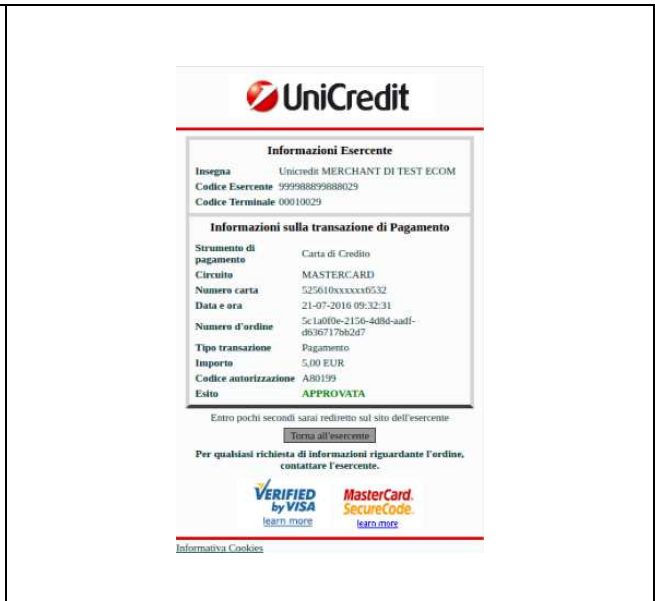 UniCredit
Informazioni Esercente
Insegna Unicredit MERCHANT DI TEST ECOM
Codice Esercente 999988899888029
Codice Terminale 00010029
Informazioni sulla transazione di Pagamento
Strumento di
pagamento Carta di Credito
Circuito MASTERCARD
Numero carta 525610xxxxxx6532
Data e ora 21-07-2016 09:32:31
Numero d'ordine 5c1a0f0e-2156-4d8d-aadf-
d636717bb2d7
Tipo transazione Pagamento
Importo 5,00 EUR
Codice autorizzazione A80199
Esito APPROVATA
Entro pochi secondi sarai rediretto sul sito dell'esercente
Torna all'esercente
Per qualsiasi richiesta di informazioni riguardante l'ordine,
contattare l'esercente.
VERIFIED
by VISA
learn more
MasterCard.
SecureCode.
learn more
Informativa Cookies